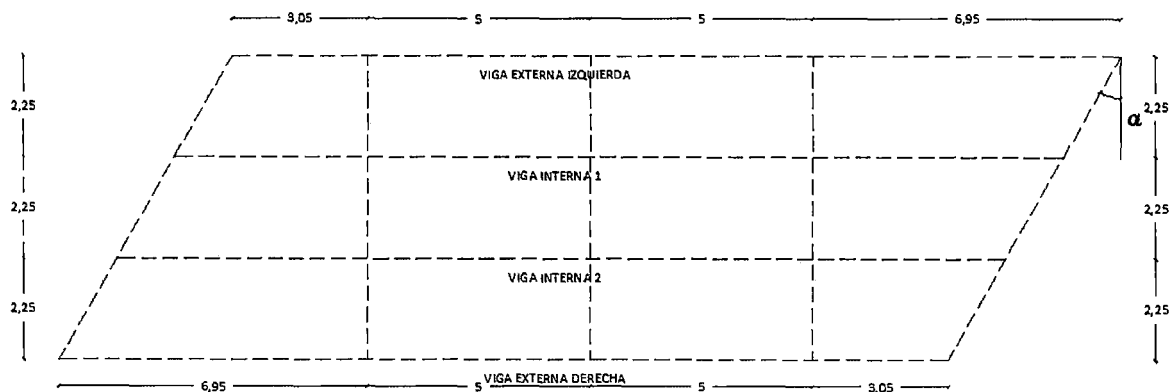 3,05 5 5 6,95
VIGA EXTERNA IZQUIERDA
2,25 2,25
α
VIGA INTERNA 1
2,25 2,25
VIGA INTERNA 2
2,25 2,25
VIGA EXTERNA DERECHA
6,95 5 5 3,05